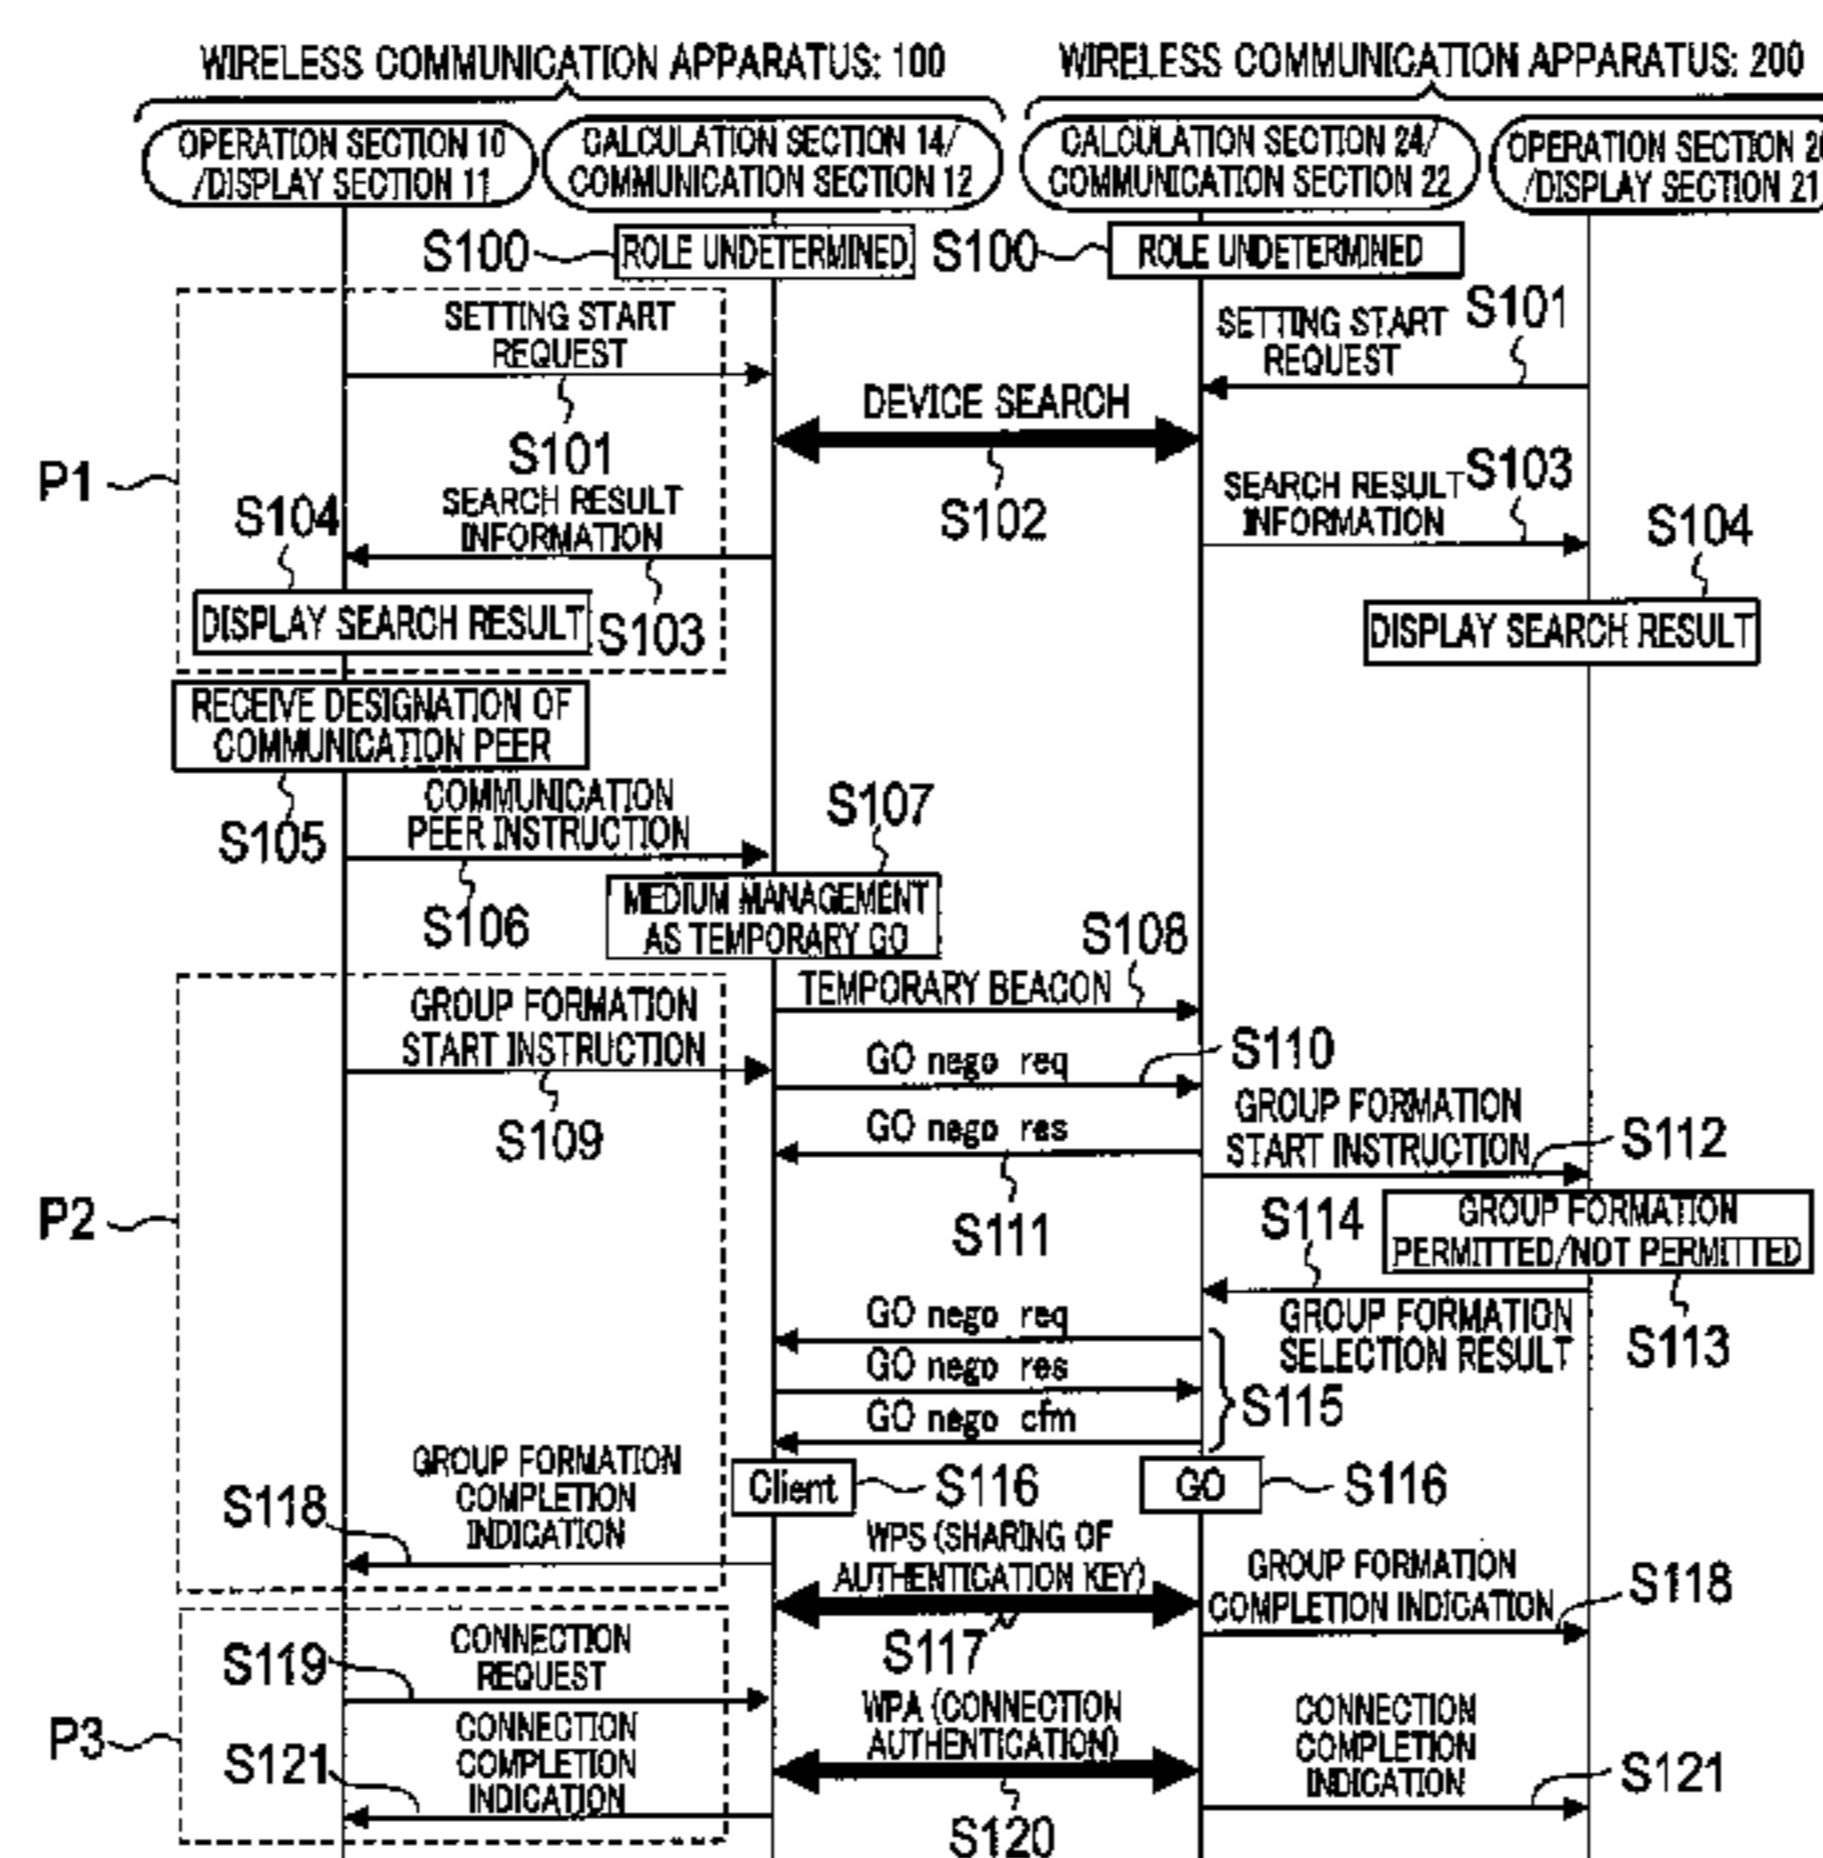 WIRELESS COMMUNICATION APPARATUS: 100
WIRELESS COMMUNICATION APPARATUS: 200
OPERATION SECTION 10
/DISPLAY SECTION 11
CALCULATION SECTION 14/
COMMUNICATION SECTION 12
CALCULATION SECTION 24/
COMMUNICATION SECTION 22
OPERATION SECTION 20
/DISPLAY SECTION 21
S100
ROLE UNDETERMINED
S100
ROLE UNDETERMINED
SETTING START
REQUEST
S101
SETTING START
REQUEST
S101
DEVICE SEARCH
S102
P1
SEARCH RESULT
INFORMATION
S103
SEARCH RESULT
INFORMATION
S103
S104
DISPLAY SEARCH RESULT
S104
DISPLAY SEARCH RESULT
RECEIVE DESIGNATION OF
COMMUNICATION PEER
S105
COMMUNICATION
PEER INSTRUCTION
S106
S107
MEDIUM MANAGEMENT
AS TEMPORARY GO
S108
TEMPORARY BEACON
GROUP FORMATION
START INSTRUCTION
S109
GO nego req
S110
GO nego res
S111
GROUP FORMATION
START INSTRUCTION
S112
P2
GROUP FORMATION
PERMITTED/NOT PERMITTED
S113
S114
GROUP FORMATION
SELECTION RESULT
GO nego req
GO nego res
GO nego cfm
S115
Client
S116
GO
S116
GROUP FORMATION
COMPLETION
INDICATION
S118
WPS (SHARING OF
AUTHENTICATION KEY)
S117
GROUP FORMATION
COMPLETION INDICATION
S118
P3
CONNECTION
REQUEST
S119
WPA (CONNECTION
AUTHENTICATION)
S120
CONNECTION
COMPLETION
INDICATION
S121
CONNECTION
COMPLETION
INDICATION
S121